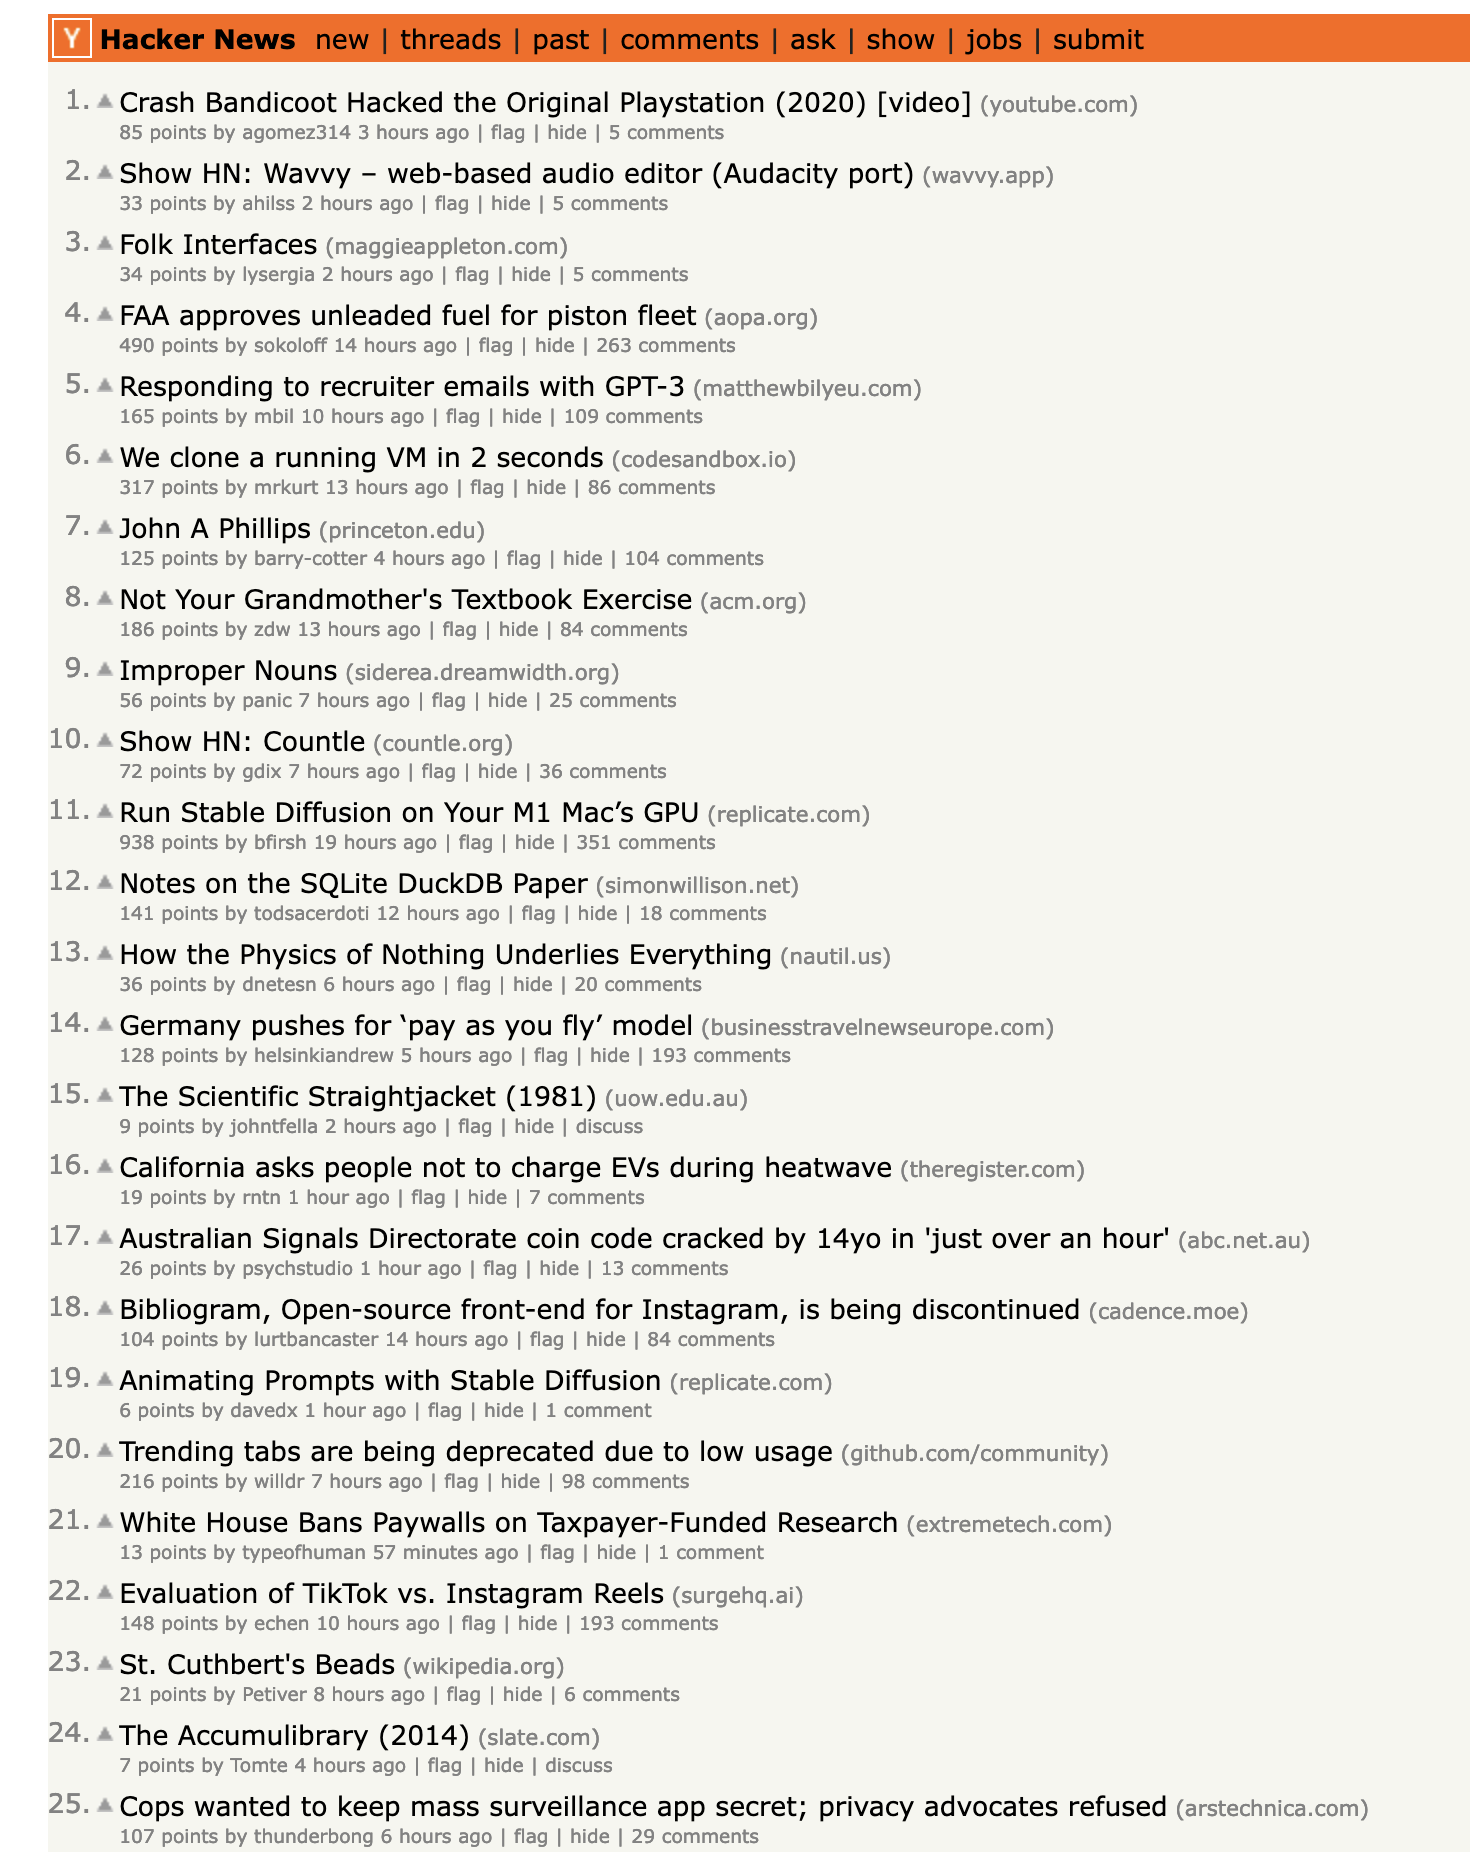 Y Hacker News new | threads | past | comments | ask | show | jobs | submit
1. Crash Bandicoot Hacked the Original Playstation (2020) [video] (youtube.com)
85 points by agomez314 3 hours ago | flag | hide | 5 comments
2. Show HN: Wavvy – web-based audio editor (Audacity port) (wavvy.app)
33 points by ahilss 2 hours ago | flag | hide | 5 comments
3. Folk Interfaces (maggieappleton.com)
34 points by lysergia 2 hours ago | flag | hide | 5 comments
4. FAA approves unleaded fuel for piston fleet (aopa.org)
490 points by sokoloff 14 hours ago | flag | hide | 263 comments
5. Responding to recruiter emails with GPT-3 (matthewbilyeu.com)
165 points by mbil 10 hours ago | flag | hide | 109 comments
6. We clone a running VM in 2 seconds (codesandbox.io)
317 points by mrkurt 13 hours ago | flag | hide | 86 comments
7. John A Phillips (princeton.edu)
125 points by barry-cotter 4 hours ago | flag | hide | 104 comments
8. Not Your Grandmother's Textbook Exercise (acm.org)
186 points by zdw 13 hours ago | flag | hide | 84 comments
9. Improper Nouns (siderea.dreamwidth.org)
56 points by panic 7 hours ago | flag | hide | 25 comments
10. Show HN: Countle (countle.org)
72 points by gdix 7 hours ago | flag | hide | 36 comments
11. Run Stable Diffusion on Your M1 Mac’s GPU (replicate.com)
938 points by bfirsh 19 hours ago | flag | hide | 351 comments
12. Notes on the SQLite DuckDB Paper (simonwillison.net)
141 points by todsacerdoti 12 hours ago | flag | hide | 18 comments
13. How the Physics of Nothing Underlies Everything (nautil.us)
36 points by dnetesn 6 hours ago | flag | hide | 20 comments
14. Germany pushes for ‘pay as you fly’ model (businesstravelnewseurope.com)
128 points by helsinkiandrew 5 hours ago | flag | hide | 193 comments
15. The Scientific Straightjacket (1981) (uow.edu.au)
9 points by johntfella 2 hours ago | flag | hide | discuss
16. California asks people not to charge EVs during heatwave (theregister.com)
19 points by rntn 1 hour ago | flag | hide | 7 comments
17. Australian Signals Directorate coin code cracked by 14yo in 'just over an hour' (abc.net.au)
26 points by psychstudio 1 hour ago | flag | hide | 13 comments
18. Bibliogram, Open-source front-end for Instagram, is being discontinued (cadence.moe)
104 points by lurtbancaster 14 hours ago | flag | hide | 84 comments
19. Animating Prompts with Stable Diffusion (replicate.com)
6 points by davedx 1 hour ago | flag | hide | 1 comment
20. Trending tabs are being deprecated due to low usage (github.com/community)
216 points by willdr 7 hours ago | flag | hide | 98 comments
21. White House Bans Paywalls on Taxpayer-Funded Research (extremetech.com)
13 points by typeofhuman 57 minutes ago | flag | hide | 1 comment
22. Evaluation of TikTok vs. Instagram Reels (surgehq.ai)
148 points by echen 10 hours ago | flag | hide | 193 comments
23. St. Cuthbert's Beads (wikipedia.org)
21 points by Petiver 8 hours ago | flag | hide | 6 comments
24. The Accumulibrary (2014) (slate.com)
7 points by Tomte 4 hours ago | flag | hide | discuss
25. Cops wanted to keep mass surveillance app secret; privacy advocates refused (arstechnica.com)
107 points by thunderbong 6 hours ago | flag | hide | 29 comments